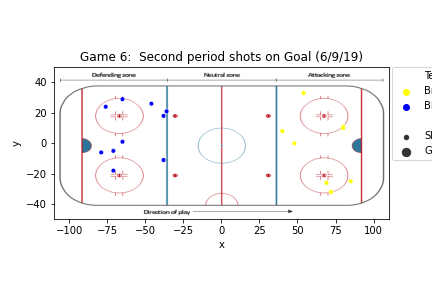 Game 6:  Second period shots on Goal (6/9/19)
Defending zone Neutral zone Attacking zone
Direction of play
40
20
0
−20
−40
y
−100 −75 −50 −25 0 25 50 75 100
x
Te
Br
Bl
Sh
G